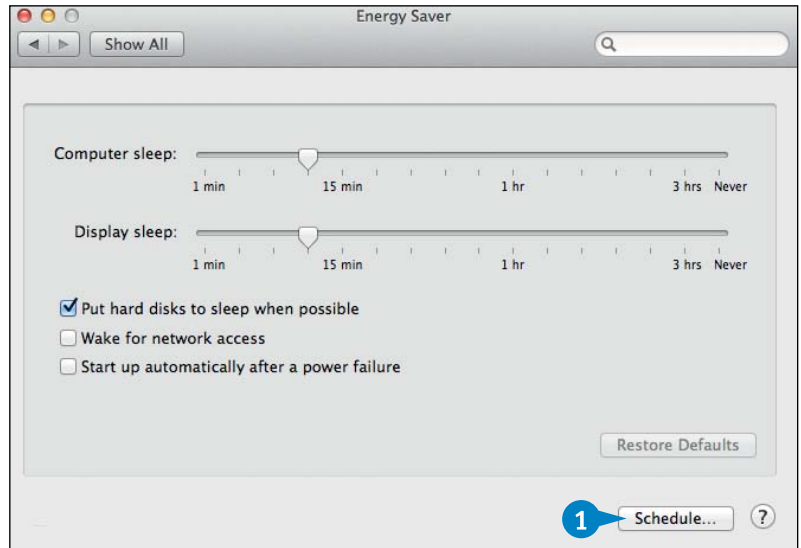 Energy Saver
Show All
Computer sleep:
1 min 15 min 1 hr 3 hrs Never
Display sleep:
1 min 15 min 1 hr 3 hrs Never
Put hard disks to sleep when possible
Wake for network access
Start up automatically after a power failure
Restore Defaults
1 Schedule... ?